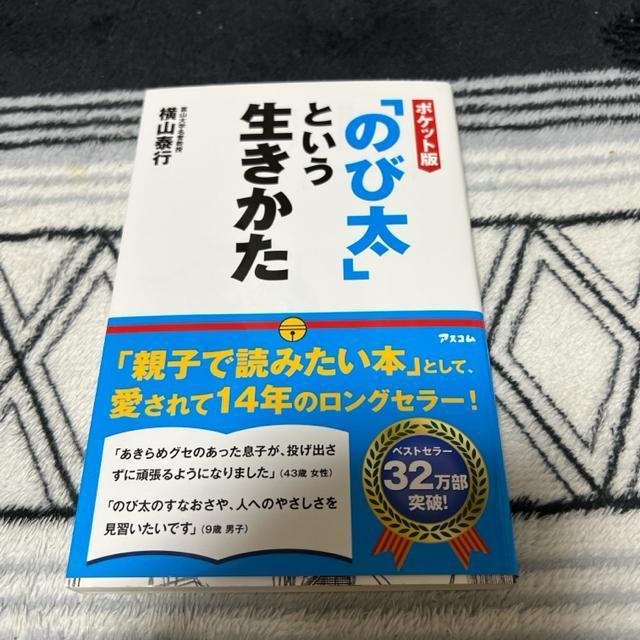 ポケット版
「のび太」
という
生きかた
富山大学名誉教授
横山泰行
アスコム
「親子で読みたい本」として、
愛されて14年のロングセラー！
「あきらめグセのあった息子が、投げ出さ
ずに頑張るようになりました」（43歳 女性）
「のび太のすなおさや、人へのやさしさを
見習いたいです」（9歳 男子）
ベストセラー
32万部
突破！